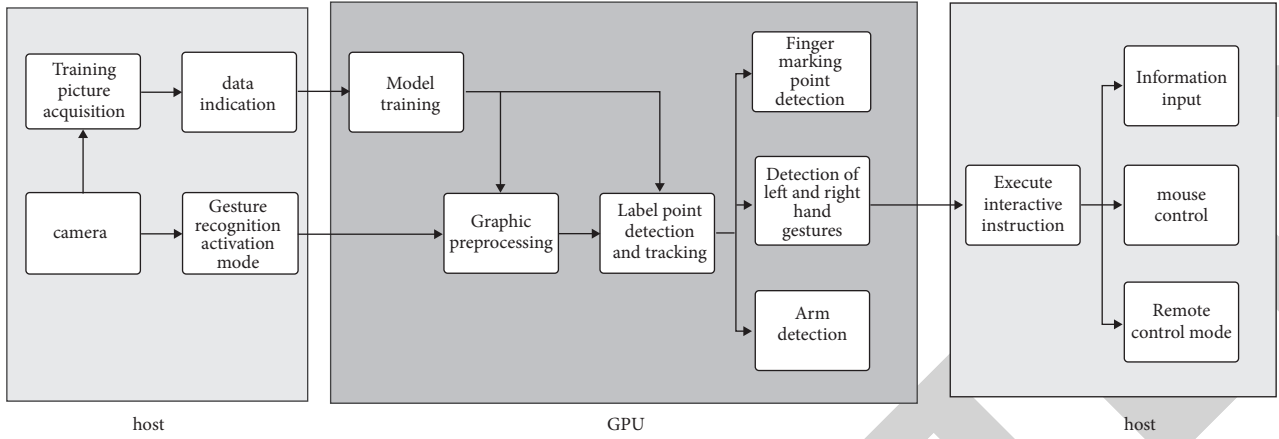 Training
picture
acquisition
data
indication
camera
Gesture
recognition
activation
mode
host
Model
training
Graphic
preprocessing
Label point
detection
and tracking
Finger
marking
point
detection
Detection of
left and right
hand
gestures
Arm
detection
GPU
Execute
interactive
instruction
Information
input
mouse
control
Remote
control mode
host